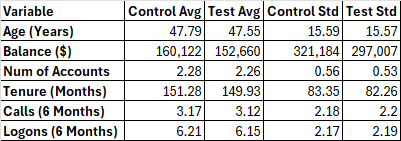 Variable Control Avg Test Avg Control Std Test Std
Age (Years) 47.79 47.55 15.59 15.57
Balance ($) 160,122 152,660 321,184 297,007
Num of Accounts 2.28 2.26 0.56 0.53
Tenure (Months) 151.28 149.93 83.35 82.26
Calls (6 Months) 3.17 3.12 2.18 2.2
Logons (6 Months) 6.21 6.15 2.17 2.19